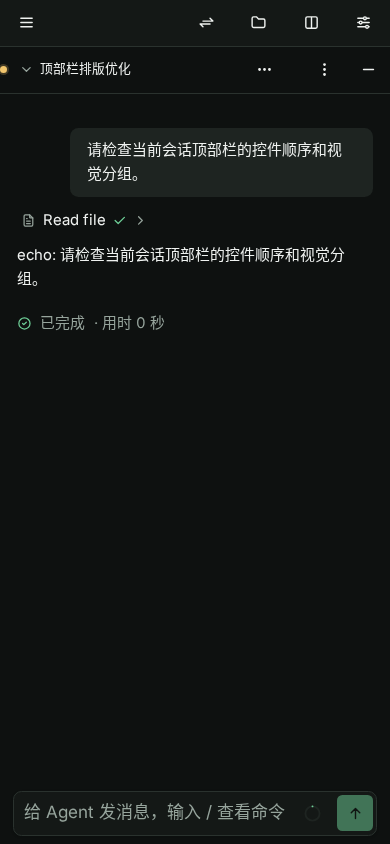 顶部栏排版优化
请检查当前会话顶部栏的控件顺序和视
觉分组。
Read file
echo: 请检查当前会话顶部栏的控件顺序和视觉分
组。
已完成 · 用时 0 秒
给 Agent 发消息，输入 / 查看命令